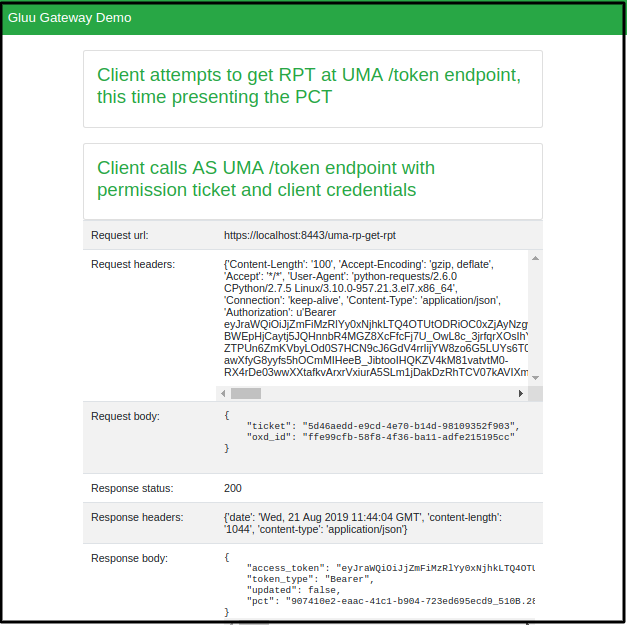 Gluu Gateway Demo
Client attempts to get RPT at UMA /token endpoint,
this time presenting the PCT
Client calls AS UMA /token endpoint with
permission ticket and client credentials
Request url: https://localhost:8443/uma-rp-get-rpt
Request headers: {'Content-Length': '100', 'Accept-Encoding': 'gzip, deflate',
'Accept': '*/*', 'User-Agent': 'python-requests/2.6.0
CPython/2.7.5 Linux/3.10.0-957.21.3.el7.x86_64',
'Connection': 'keep-alive', 'Content-Type': 'application/json',
'Authorization': u'Bearer
eyJraWQiOiJjZmFiMzRlYy0xNjhkLTQ4OTUtODRiOC0xZjAyNzg
BWEpHjCaytj5JQHnnbR4MGZ8XcFfcFj7U_OwL8c_3jrfqrXOsIhY
ZTPUn6ZmKVbyLOd0S7HCN9cJ6GdV4rrIijYW8zo6G5LUYs6T0
awXfyG8yyfs5hOCmMIHeeB_JibtooIHQKZV4kM81vatvtM0-
RX4rDe03wwXXtafkvArxrVxiurA5SLm1jDakDzRhTCV07kAVIXm
Request body: {
"ticket": "5d46aedd-e9cd-4e70-b14d-98109352f903",
"oxd_id": "ffe99cfb-58f8-4f36-ba11-adfe215195cc"
}
Response status: 200
Response headers: {'date': 'Wed, 21 Aug 2019 11:44:04 GMT', 'content-length':
'1044', 'content-type': 'application/json'}
Response body: {
"access_token": "eyJraWQiOiJjZmFiMzRlYy0xNjhkLTQ4OTU
"token_type": "Bearer",
"updated": false,
"pct": "907410e2-eaac-41c1-b904-723ed695ecd9_510B.28
}